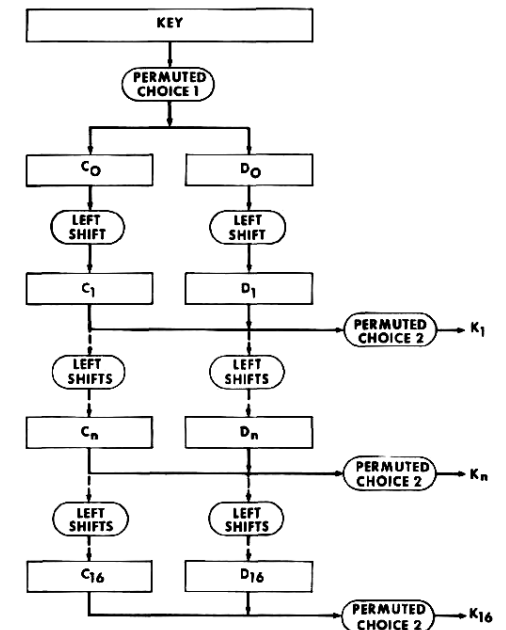 KEY
PERMUTED
CHOICE 1
C0
D0
LEFT
SHIFT
LEFT
SHIFT
C1
D1
PERMUTED
CHOICE 2
K1
LEFT
SHIFTS
LEFT
SHIFTS
Cn
Dn
PERMUTED
CHOICE 2
Kn
LEFT
SHIFTS
LEFT
SHIFTS
C16
D16
PERMUTED
CHOICE 2
K16